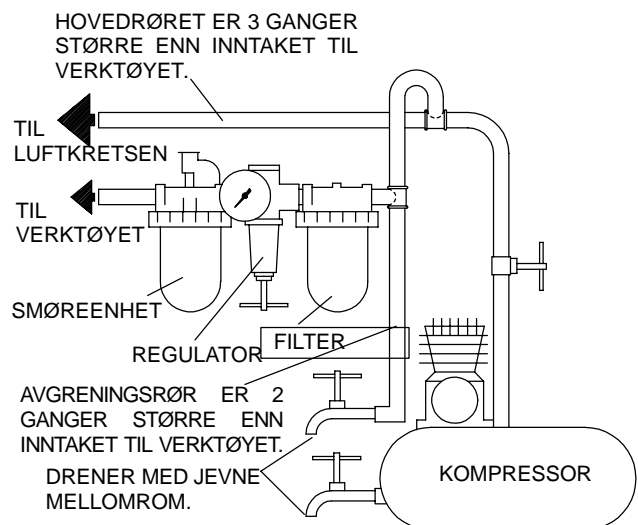 HOVEDRØRET ER 3 GANGER
STØRRE ENN INNTAKET TIL
VERKTØYET.
TIL
LUFTKRETSEN
TIL
VERKTØYET
SMØREENHET
REGULATOR
FILTER
AVGRENINGSRØR ER 2
GANGER STØRRE ENN
INNTAKET TIL VERKTØYET.
DRENER MED JEVNE
MELLOMROM.
KOMPRESSOR